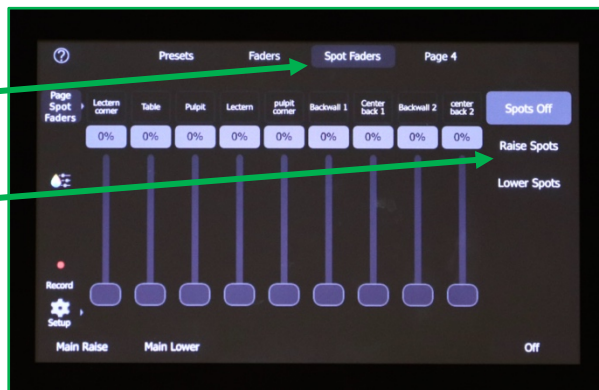 ?
Presets
Faders
Spot Faders
Page 4
Page
Spot
Faders
Lectern
corner
Table
Pulpit
Lectern
pulpit
corner
Backwall 1
Center
back 1
Backwall 2
center
back 2
0%
0%
0%
0%
0%
0%
0%
0%
0%
Spots Off
Raise Spots
Lower Spots
Record
Setup
Main Raise
Main Lower
Off